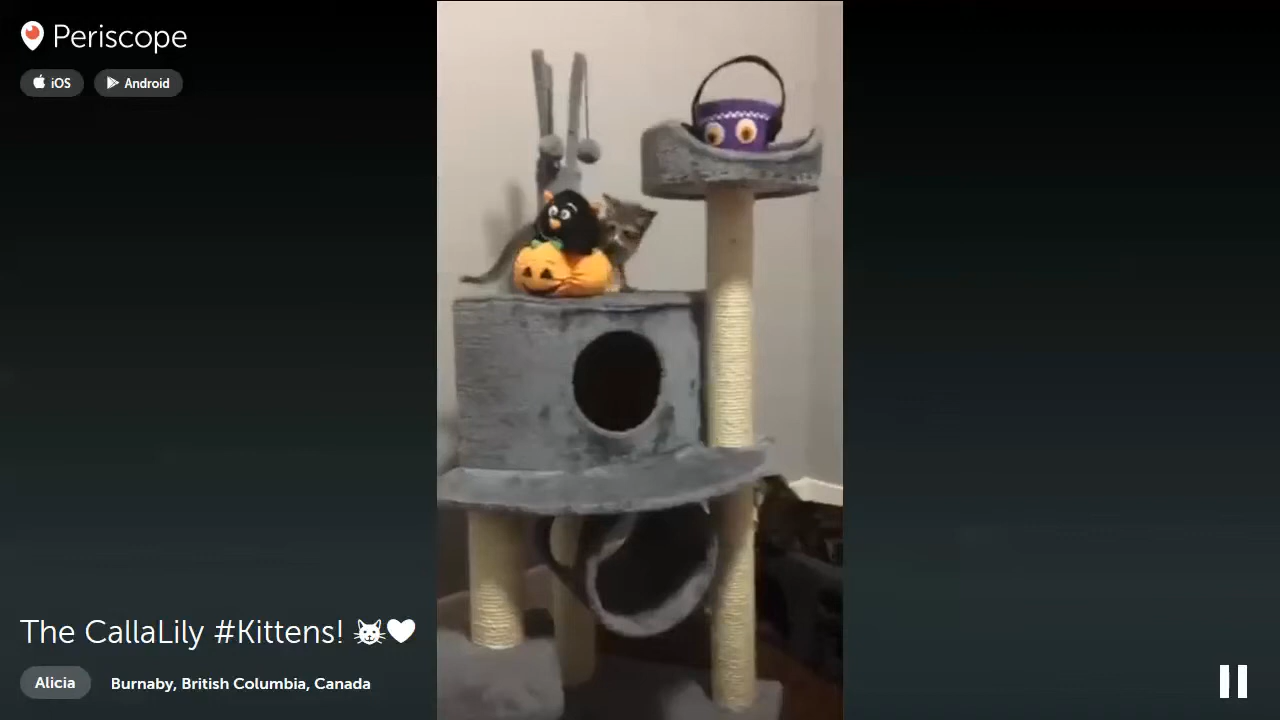 Periscope
iOS
Android
The CallaLily #Kittens! 🐱❤
Alicia
Burnaby, British Columbia, Canada